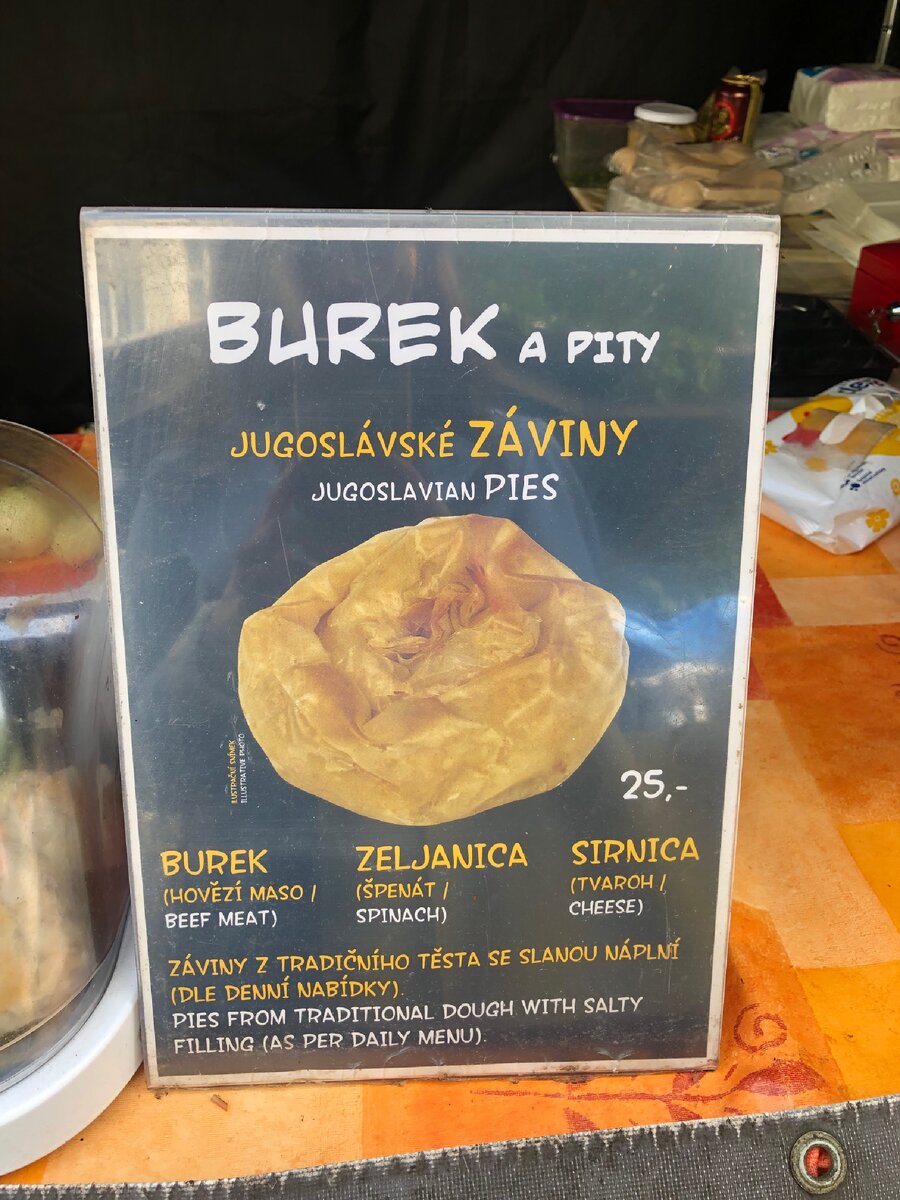 BUREK A PITY
JUGOSLÁVSKÉ ZÁVINY
JUGOSLAVIAN PIES
ILUSTRAČNÍ SNÍMEK
ILLUSTRATIVE PHOTO
25,-
BUREK
(HOVĚZÍ MASO /
BEEF MEAT)
ZELJANICA
(ŠPENÁT /
SPINACH)
SIRNICA
(TVAROH /
CHEESE)
ZÁVINY Z TRADIČNÍHO TĚSTA SE SLANOU NÁPLNÍ
(DLE DENNÍ NABÍDKY).
PIES FROM TRADITIONAL DOUGH WITH SALTY
FILLING (AS PER DAILY MENU).